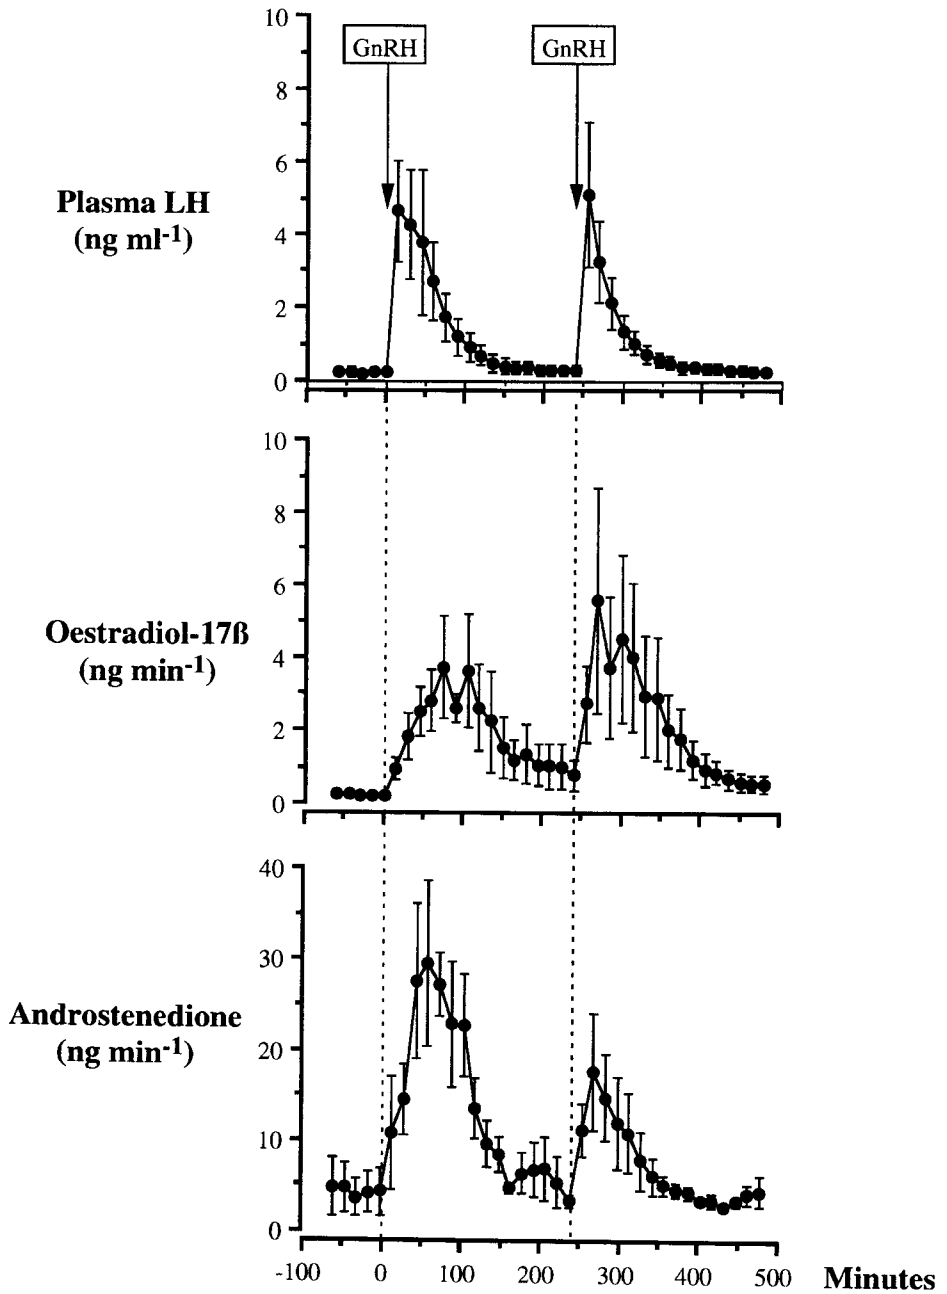 10
GnRH
GnRH
8
6
Plasma LH
(ng ml-1)
4
2
0
10
8
6
Oestradiol-17ß
(ng min-1)
4
2
0
40
30
Androstenedione
(ng min-1)
20
10
0
-100 0 100 200 300 400 500 Minutes